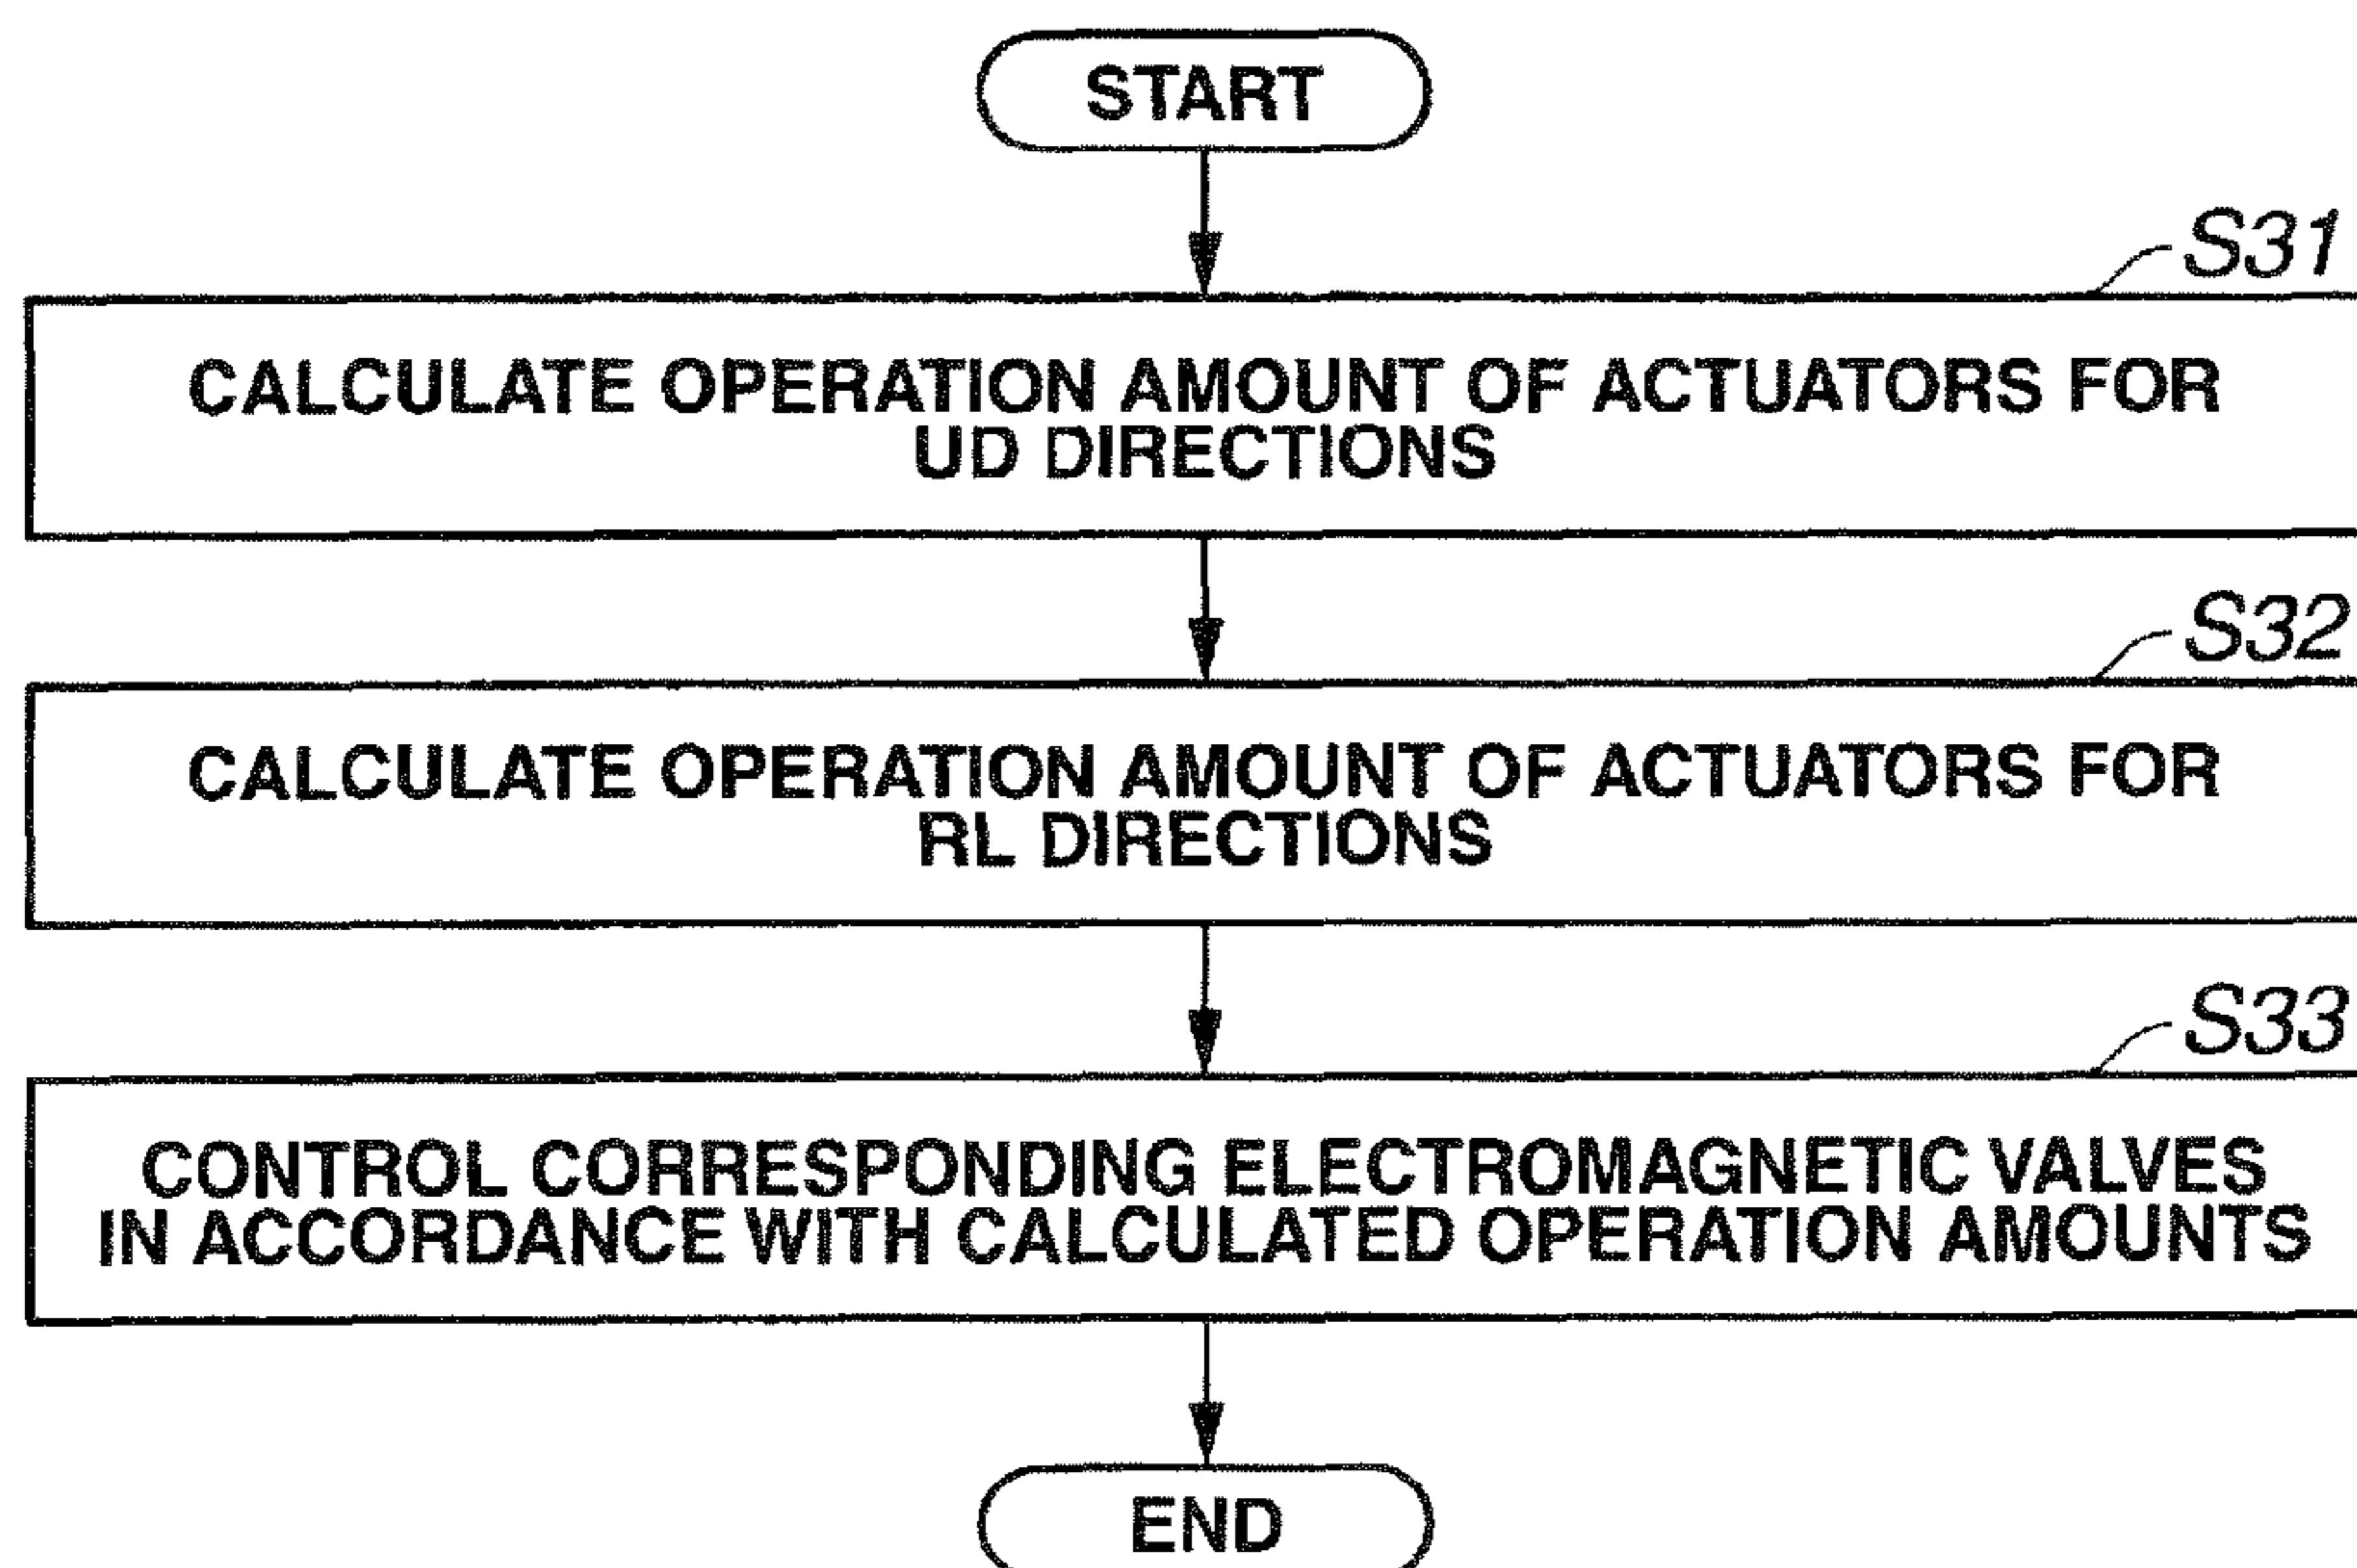 START
S31
CALCULATE OPERATION AMOUNT OF ACTUATORS FOR
UD DIRECTIONS
S32
CALCULATE OPERATION AMOUNT OF ACTUATORS FOR
RL DIRECTIONS
S33
CONTROL CORRESPONDING ELECTROMAGNETIC VALVES
IN ACCORDANCE WITH CALCULATED OPERATION AMOUNTS
END